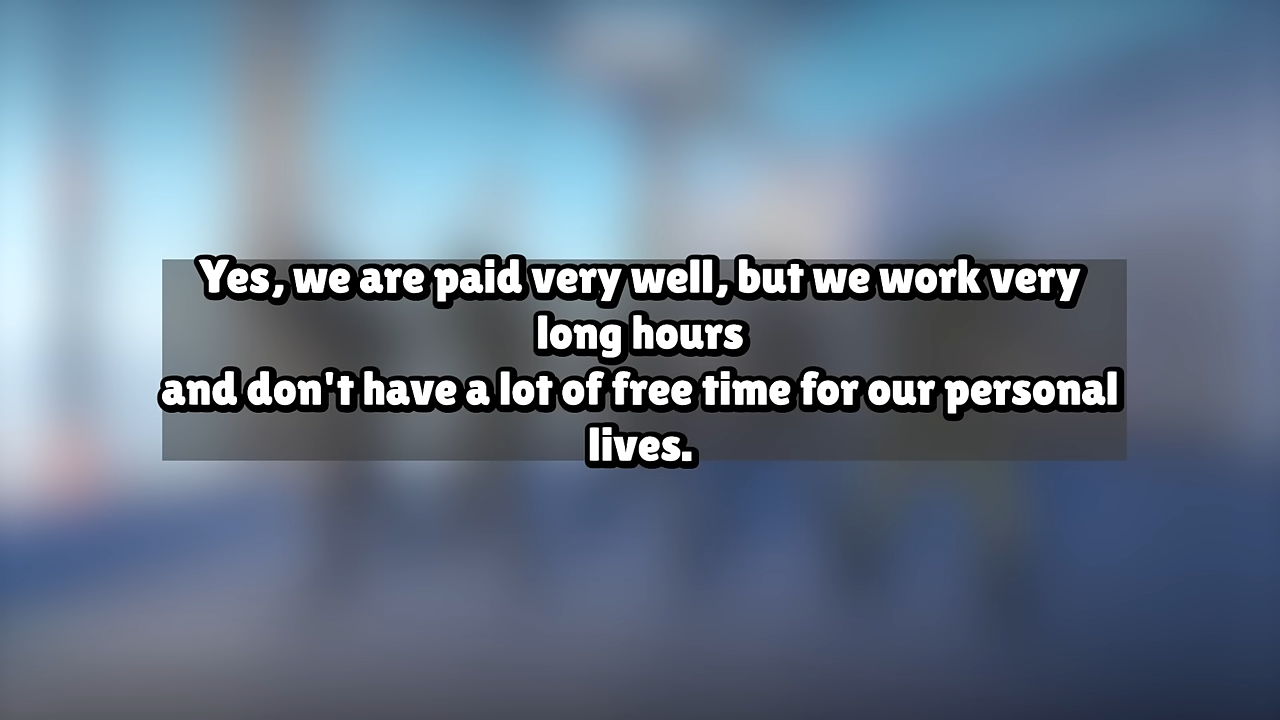 Yes, we are paid very well, but we work very
long hours
and don't have a lot of free time for our personal
lives.